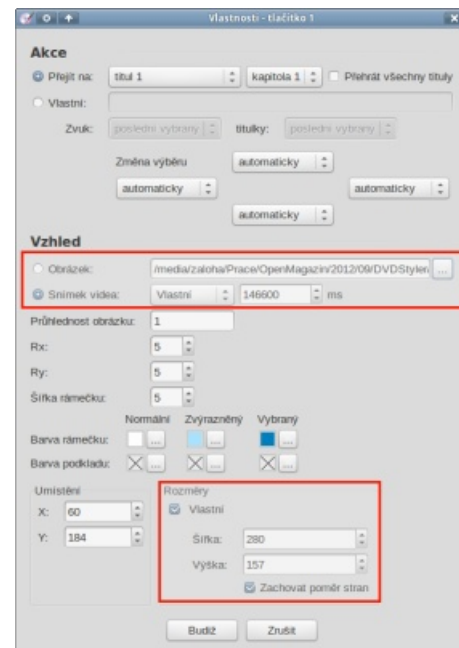 Vlastnosti - tlačítko 1
Akce
Přejít na: titul 1 kapitola 1 Přehrát všechny tituly
Vlastní:
Zvuk: poslední vybraný titulky: poslední vybraný
Změna výběru automaticky
automaticky automaticky
automaticky
Vzhled
Obrázek: /media/zaloha/Prace/OpenMagazin/2012/09/DVDStyler ...
Snímek videa: Vlastní 146600 ms
Průhlednost obrázku: 1
Rx: 5
Ry: 5
Šířka rámečku: 5
Normální Zvýrazněný Vybraný
Barva rámečku: ... ... ...
Barva podkladu: ... ... ...
Umístění Rozměry
X: 60 Vlastní
Y: 184 Šířka: 280
Výška: 157
Zachovat poměr stran
Budiž Zrušit